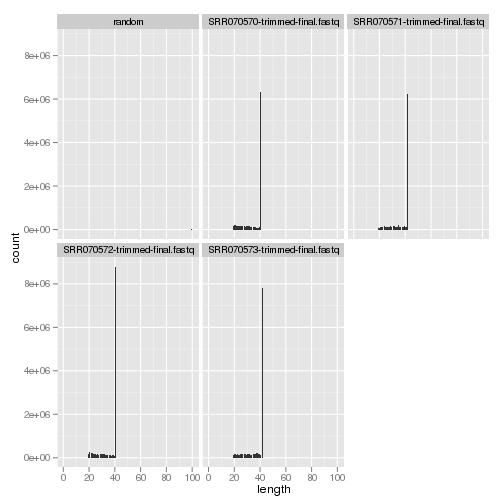 random
SRR070570-trimmed-final.fastq
SRR070571-trimmed-final.fastq
8e+06
6e+06
4e+06
2e+06
0e+00
count
SRR070572-trimmed-final.fastq
SRR070573-trimmed-final.fastq
8e+06
6e+06
4e+06
2e+06
0e+00
0 20 40 60 80 100
0 20 40 60 80 100
length